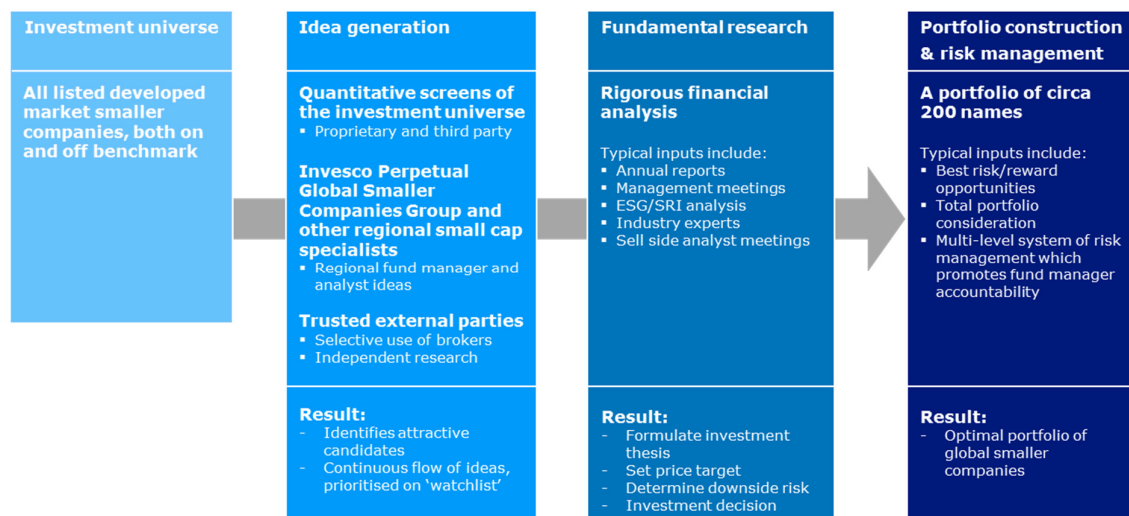 Investment universe
All listed developed
market smaller
companies, both on
and off benchmark
Idea generation
Quantitative screens of
the investment universe
▪ Proprietary and third party
Invesco Perpetual
Global Smaller
Companies Group and
other regional small cap
specialists
▪ Regional fund manager and
analyst ideas
Trusted external parties
▪ Selective use of brokers
▪ Independent research
Result:
- Identifies attractive
candidates
- Continuous flow of ideas,
prioritised on ‘watchlist’
Fundamental research
Rigorous financial
analysis
Typical inputs include:
▪ Annual reports
▪ Management meetings
▪ ESG/SRI analysis
▪ Industry experts
▪ Sell side analyst meetings
Result:
- Formulate investment
thesis
- Set price target
- Determine downside risk
- Investment decision
Portfolio construction
& risk management
A portfolio of circa
200 names
Typical inputs include:
▪ Best risk/reward
opportunities
▪ Total portfolio
consideration
▪ Multi-level system of risk
management which
promotes fund manager
accountability
Result:
- Optimal portfolio of
global smaller
companies